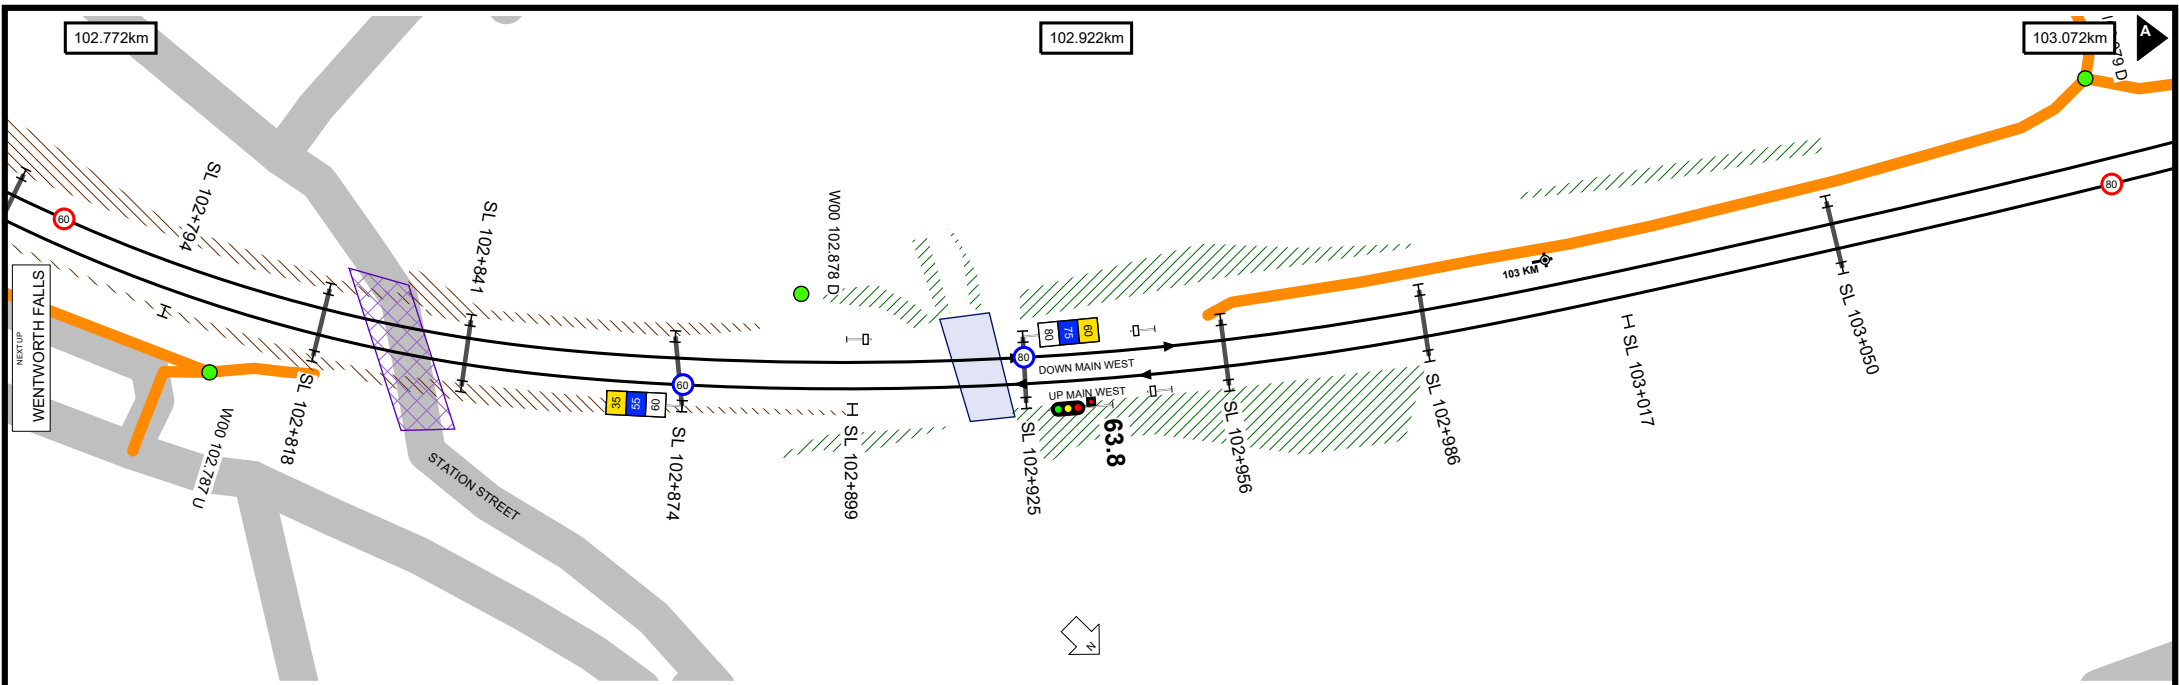 102.772km
102.922km
103.072km
A
79 D
60
80
SL 102+794
SL 102+841
W00 102.878 D
103 KM
NEXT UP
WENTWORTH FALLS
80
75
60
80
DOWN MAIN WEST
UP MAIN WEST
60
35
55
60
63.8
SL 102+818
W00 102.787 U
STATION STREET
SL 102+874
SL 102+899
SL 102+925
SL 102+956
SL 102+986
SL 103+017
SL 103+050
N